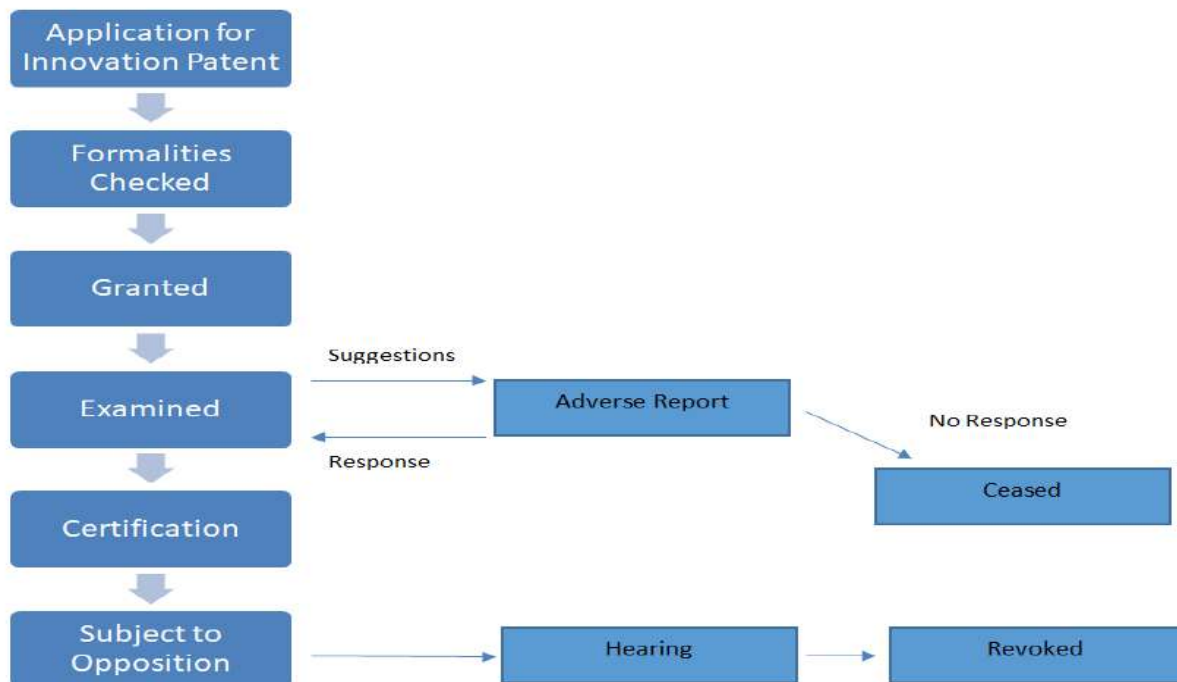 Application for
Innovation Patent
Formalities
Checked
Granted
Suggestions
Examined
Adverse Report
No Response
Response
Ceased
Certification
Subject to
Opposition
Hearing
Revoked